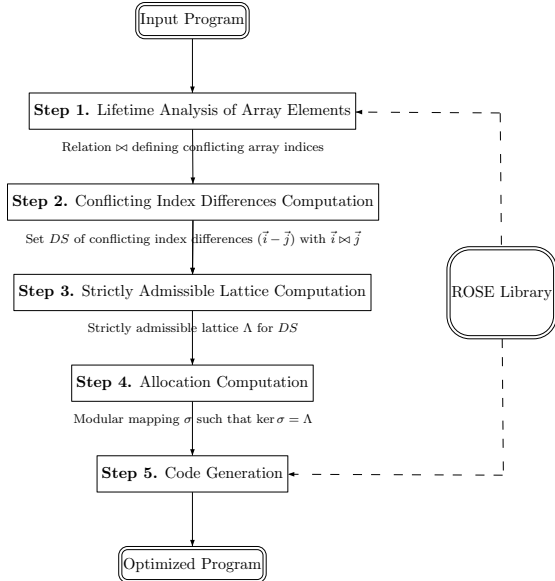 Input Program
Step 1. Lifetime Analysis of Array Elements
Relation ⋈ defining conflicting array indices
Step 2. Conflicting Index Differences Computation
Set DS of conflicting index differences (i⃗ − j⃗) with i⃗ ⋈ j⃗
Step 3. Strictly Admissible Lattice Computation
ROSE Library
Strictly admissible lattice Λ for DS
Step 4. Allocation Computation
Modular mapping σ such that ker σ = Λ
Step 5. Code Generation
Optimized Program